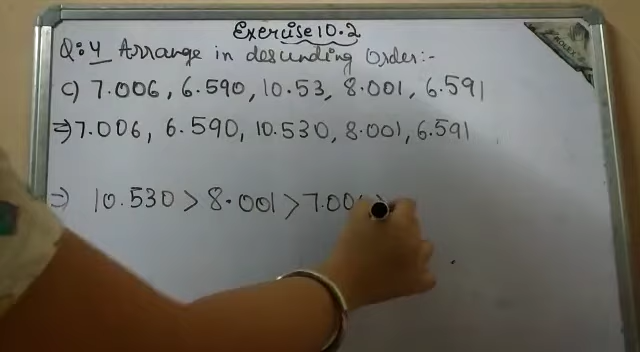 Exercise 10.2
Q:4 Arrange in desending Order:-
c) 7.006, 6.590, 10.53, 8.001, 6.591
⇒ 7.006, 6.590, 10.530, 8.001, 6.591
⇒ 10.530 > 8.001 > 7.00